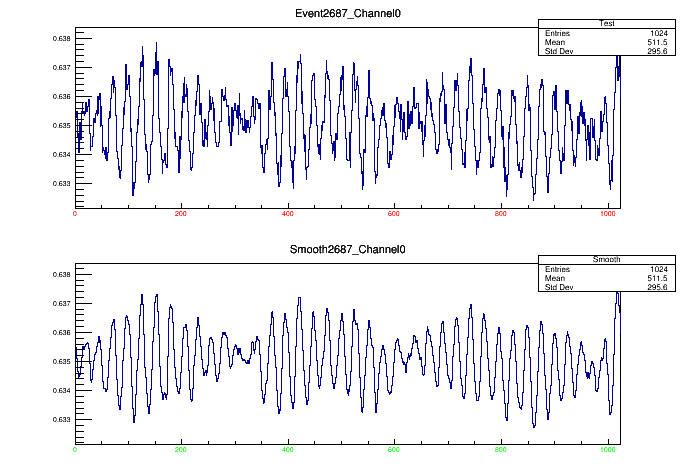 Event2687_Channel0
Test
Entries 1024
Mean 511.5
Std Dev 295.6
0.638
0.637
0.636
0.635
0.634
0.633
0 200 400 600 800 1000
Smooth2687_Channel0
Smooth
Entries 1024
Mean 511.5
Std Dev 295.6
0.638
0.637
0.636
0.635
0.634
0.633
0 200 400 600 800 1000